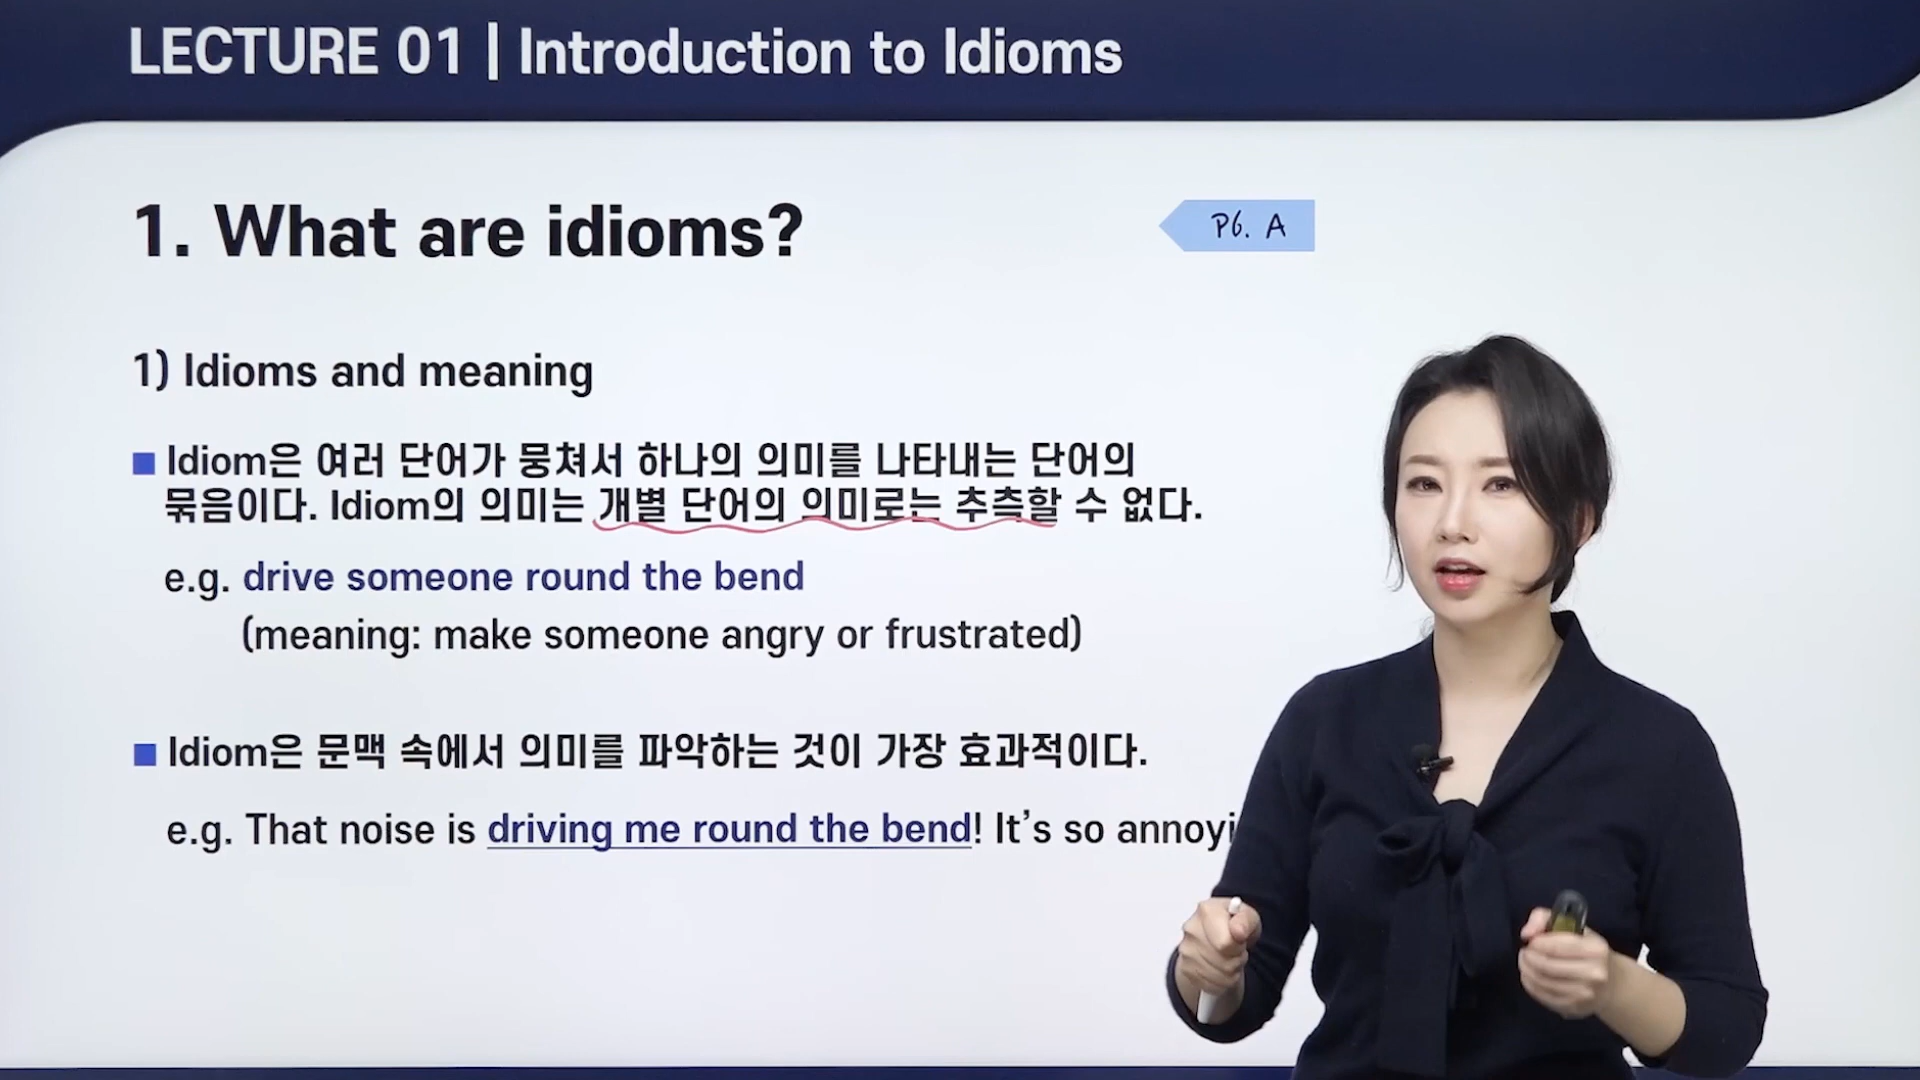 LECTURE 01 | Introduction to Idioms
1. What are idioms?
P6. A
1) Idioms and meaning
■ Idiom은 여러 단어가 뭉쳐서 하나의 의미를 나타내는 단어의
묶음이다. Idiom의 의미는 개별 단어의 의미로는 추측할 수 없다.
e.g. drive someone round the bend
(meaning: make someone angry or frustrated)
■ Idiom은 문맥 속에서 의미를 파악하는 것이 가장 효과적이다.
e.g. That noise is driving me round the bend! It's so